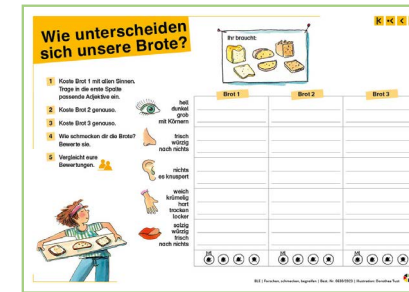 Wie unterscheiden
sich unsere Brote?
Ihr braucht:
1 Koste Brot 1 mit allen Sinnen.
Trage in die erste Spalte
passende Adjektive ein.
2 Koste Brot 2 genauso.
3 Koste Brot 3 genauso.
4 Wie schmecken dir die Brote?
Bewerte sie.
5 Vergleicht eure
Bewertungen.
Brot 1
Brot 2
Brot 3
hell
dunkel
grob
mit Körnern
frisch
würzig
nach nichts
nichts
es knuspert
weich
krümelig
hart
trocken
locker
salzig
würzig
frisch
nach nichts